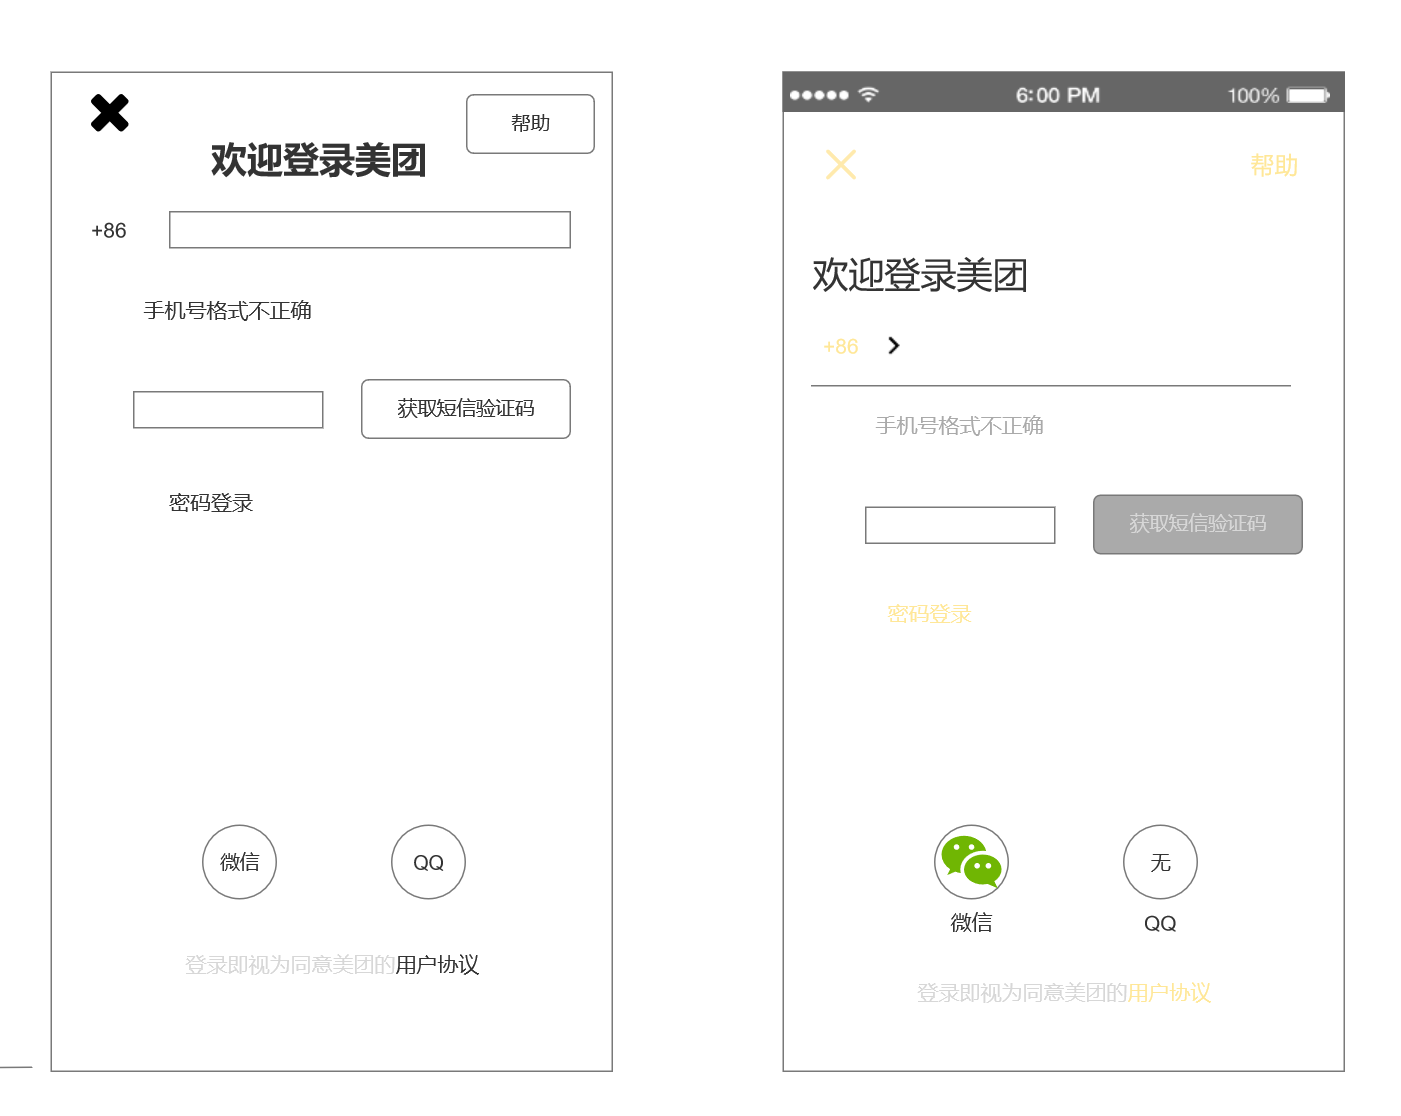 帮助
欢迎登录美团
+86
手机号格式不正确
获取短信验证码
密码登录
微信
QQ
登录即视为同意美团的用户协议
6:00 PM
100%
帮助
欢迎登录美团
+86
手机号格式不正确
获取短信验证码
密码登录
无
微信
QQ
登录即视为同意美团的用户协议